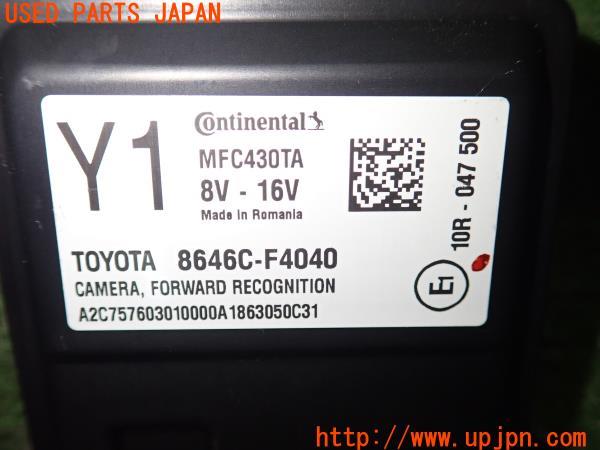 USED PARTS JAPAN
Y1
Continental
MFC430TA
8V - 16V
Made in Romania
TOYOTA 8646C-F4040
CAMERA, FORWARD RECOGNITION
A2C757603010000A1863050C31
E1
10R - 047 500
http://www.upjpn.com/